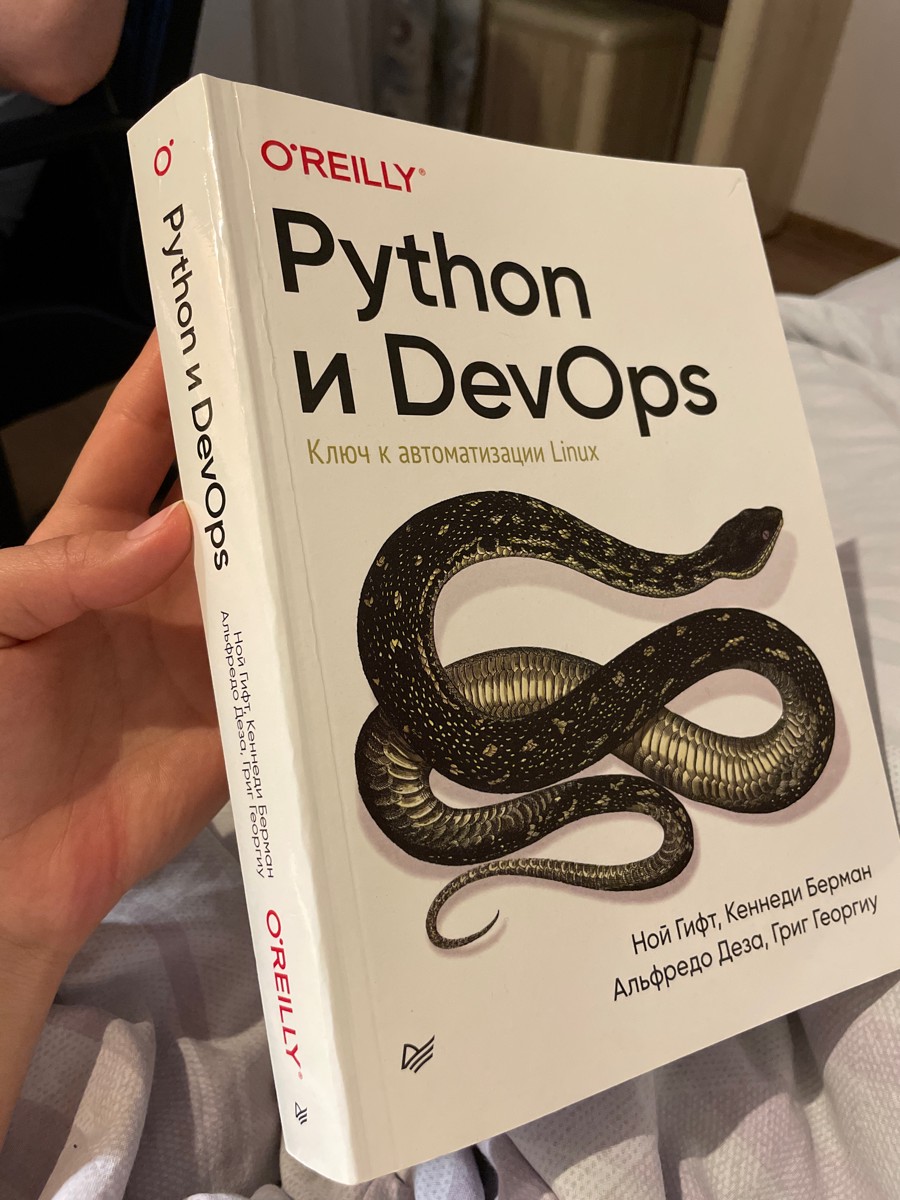 O'REILLY®
Python
и DevOps
Ключ к автоматизации Linux
Ной Гифт, Кеннеди Берман
Альфредо Деза, Григ Георгиу
Python и DevOps
Ной Гифт, Кеннеди Берман
Альфредо Деза, Григ Георгиу
O'REILLY®